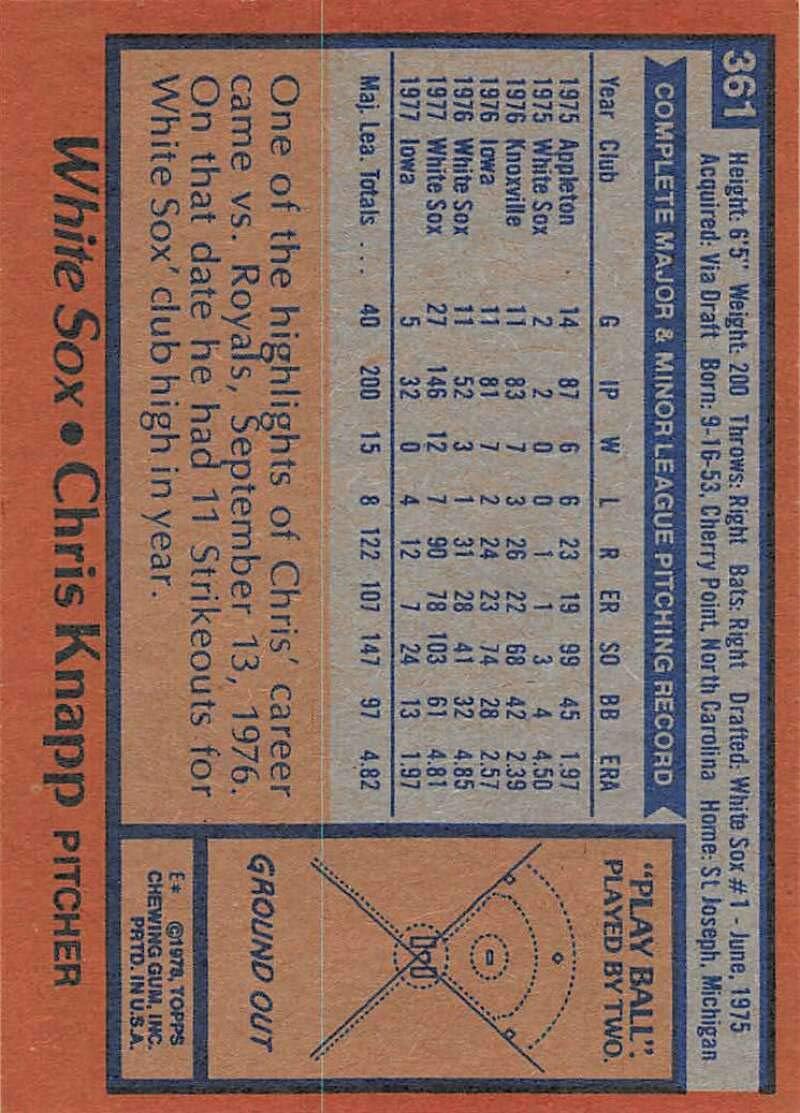 361
Height: 6'5" Weight: 200 Throws: Right Bats: Right Drafted: White Sox #1 - June, 1975
Acquired: Via Draft Born: 9-16-53, Cherry Point, North Carolina Home: St Joseph, Michigan
COMPLETE MAJOR & MINOR LEAGUE PITCHING RECORD
Year Club G IP W L R ER SO BB ERA
1975 Appleton 14 87 6 6 23 19 99 45 1.97
1975 White Sox 2 2 0 0 1 1 3 4 4.50
1976 Knoxville 11 83 7 3 26 22 68 42 2.39
1976 Iowa 11 81 7 2 24 23 74 28 2.57
1976 White Sox 11 52 3 1 31 28 41 32 4.85
1977 White Sox 27 146 12 7 90 78 103 61 4.81
1977 Iowa 5 32 0 4 12 7 24 13 1.97
Maj. Lea. Totals ... 40 200 15 8 122 107 147 97 4.82
One of the highlights of Chris' career
came vs. Royals, September 13, 1976.
On that date he had 11 Strikeouts for
White Sox' club high in year.
"PLAY BALL":
PLAYED BY TWO.
GROUND OUT
E* ©1978, TOPPS
CHEWING GUM, INC.
PRTD. IN U.S.A.
White Sox • Chris Knapp PITCHER